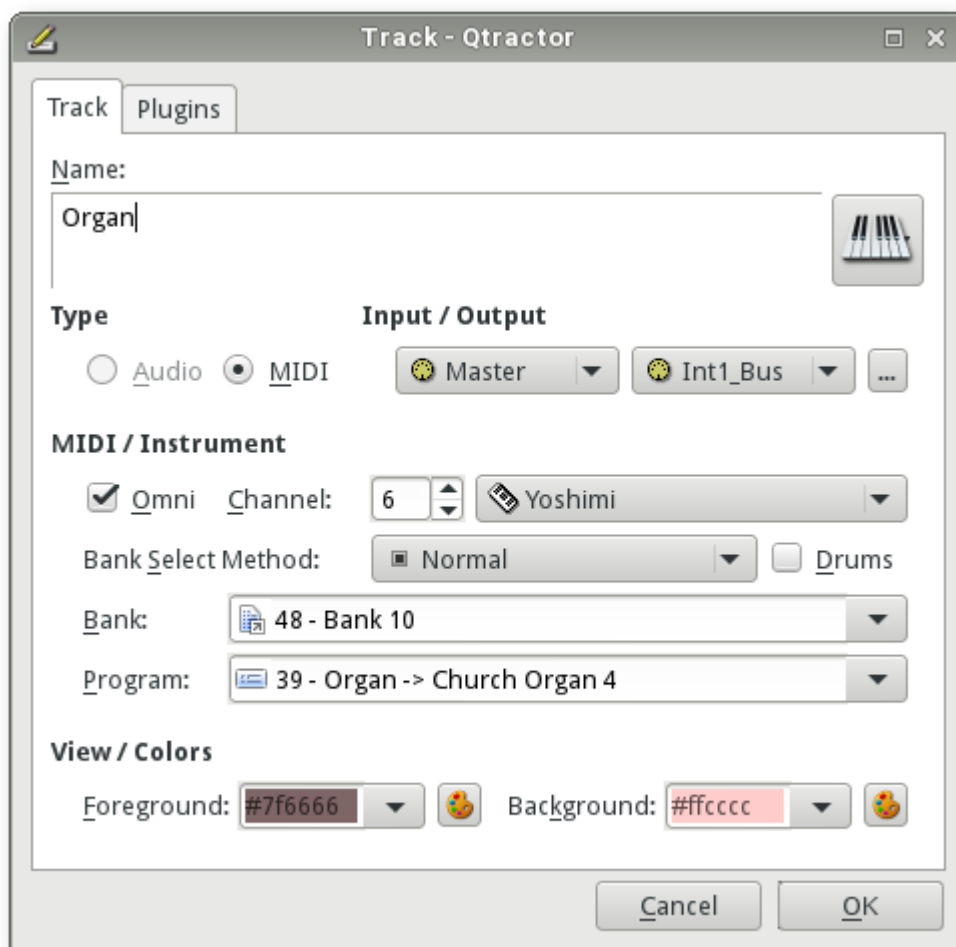 Track - Qtractor
Track Plugins
Name:
Organ
Type Input / Output
Audio MIDI Master Int1_Bus ...
MIDI / Instrument
Omni Channel: 6 Yoshimi
Bank Select Method: Normal Drums
Bank: 48 - Bank 10
Program: 39 - Organ -> Church Organ 4
View / Colors
Foreground: #7f6666 Background: #ffcccc
Cancel OK